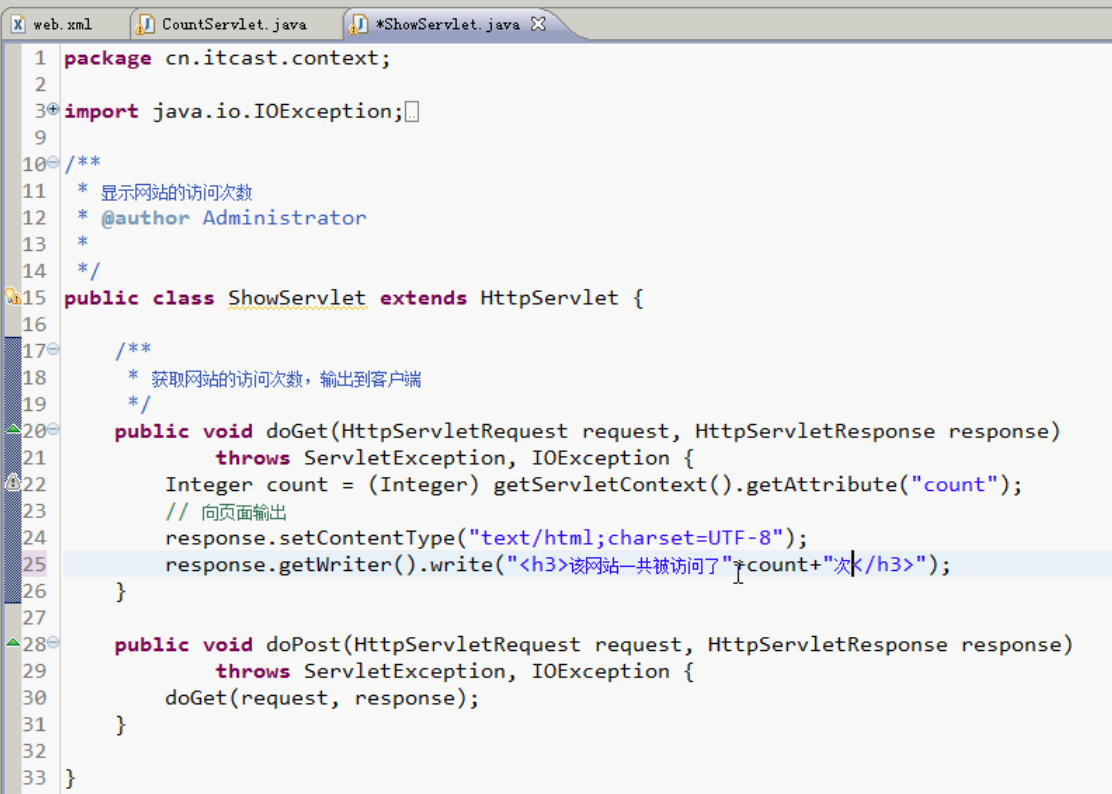 web.xml CountServlet.java *ShowServlet.java
1 package cn.itcast.context;
2
3 import java.io.IOException;
9
10 /**
11 * 显示网站的访问次数
12 * @author Administrator
13 *
14 */
15 public class ShowServlet extends HttpServlet {
16
17 /**
18 * 获取网站的访问次数，输出到客户端
19 */
20 public void doGet(HttpServletRequest request, HttpServletResponse response)
21 throws ServletException, IOException {
22 Integer count = (Integer) getServletContext().getAttribute("count");
23 // 向页面输出
24 response.setContentType("text/html;charset=UTF-8");
25 response.getWriter().write("<h3>该网站一共被访问了"+count+"次</h3>");
26 }
27
28 public void doPost(HttpServletRequest request, HttpServletResponse response)
29 throws ServletException, IOException {
30 doGet(request, response);
31 }
32
33 }